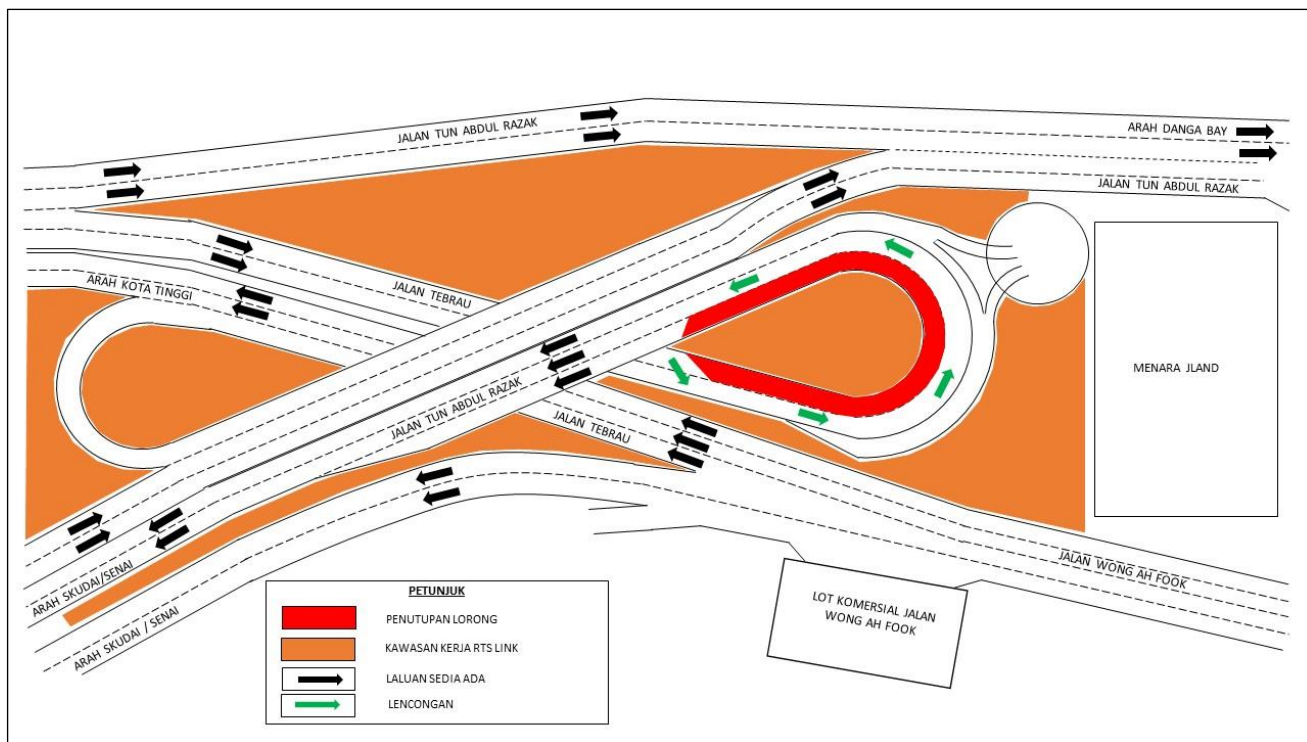 JALAN TUN ABDUL RAZAK
ARAH DANGA BAY
JALAN TUN ABDUL RAZAK
JALAN TEBRAU
ARAH KOTA TINGGI
MENARA JLAND
JALAN TUN ABDUL RAZAK
JALAN TEBRAU
JALAN WONG AH FOOK
ARAH SKUDAI/SENAI
ARAH SKUDAI / SENAI
LOT KOMERSIAL JALAN
WONG AH FOOK
PETUNJUK
PENUTUPAN LORONG
KAWASAN KERJA RTS LINK
LALUAN SEDIA ADA
LENCONGAN